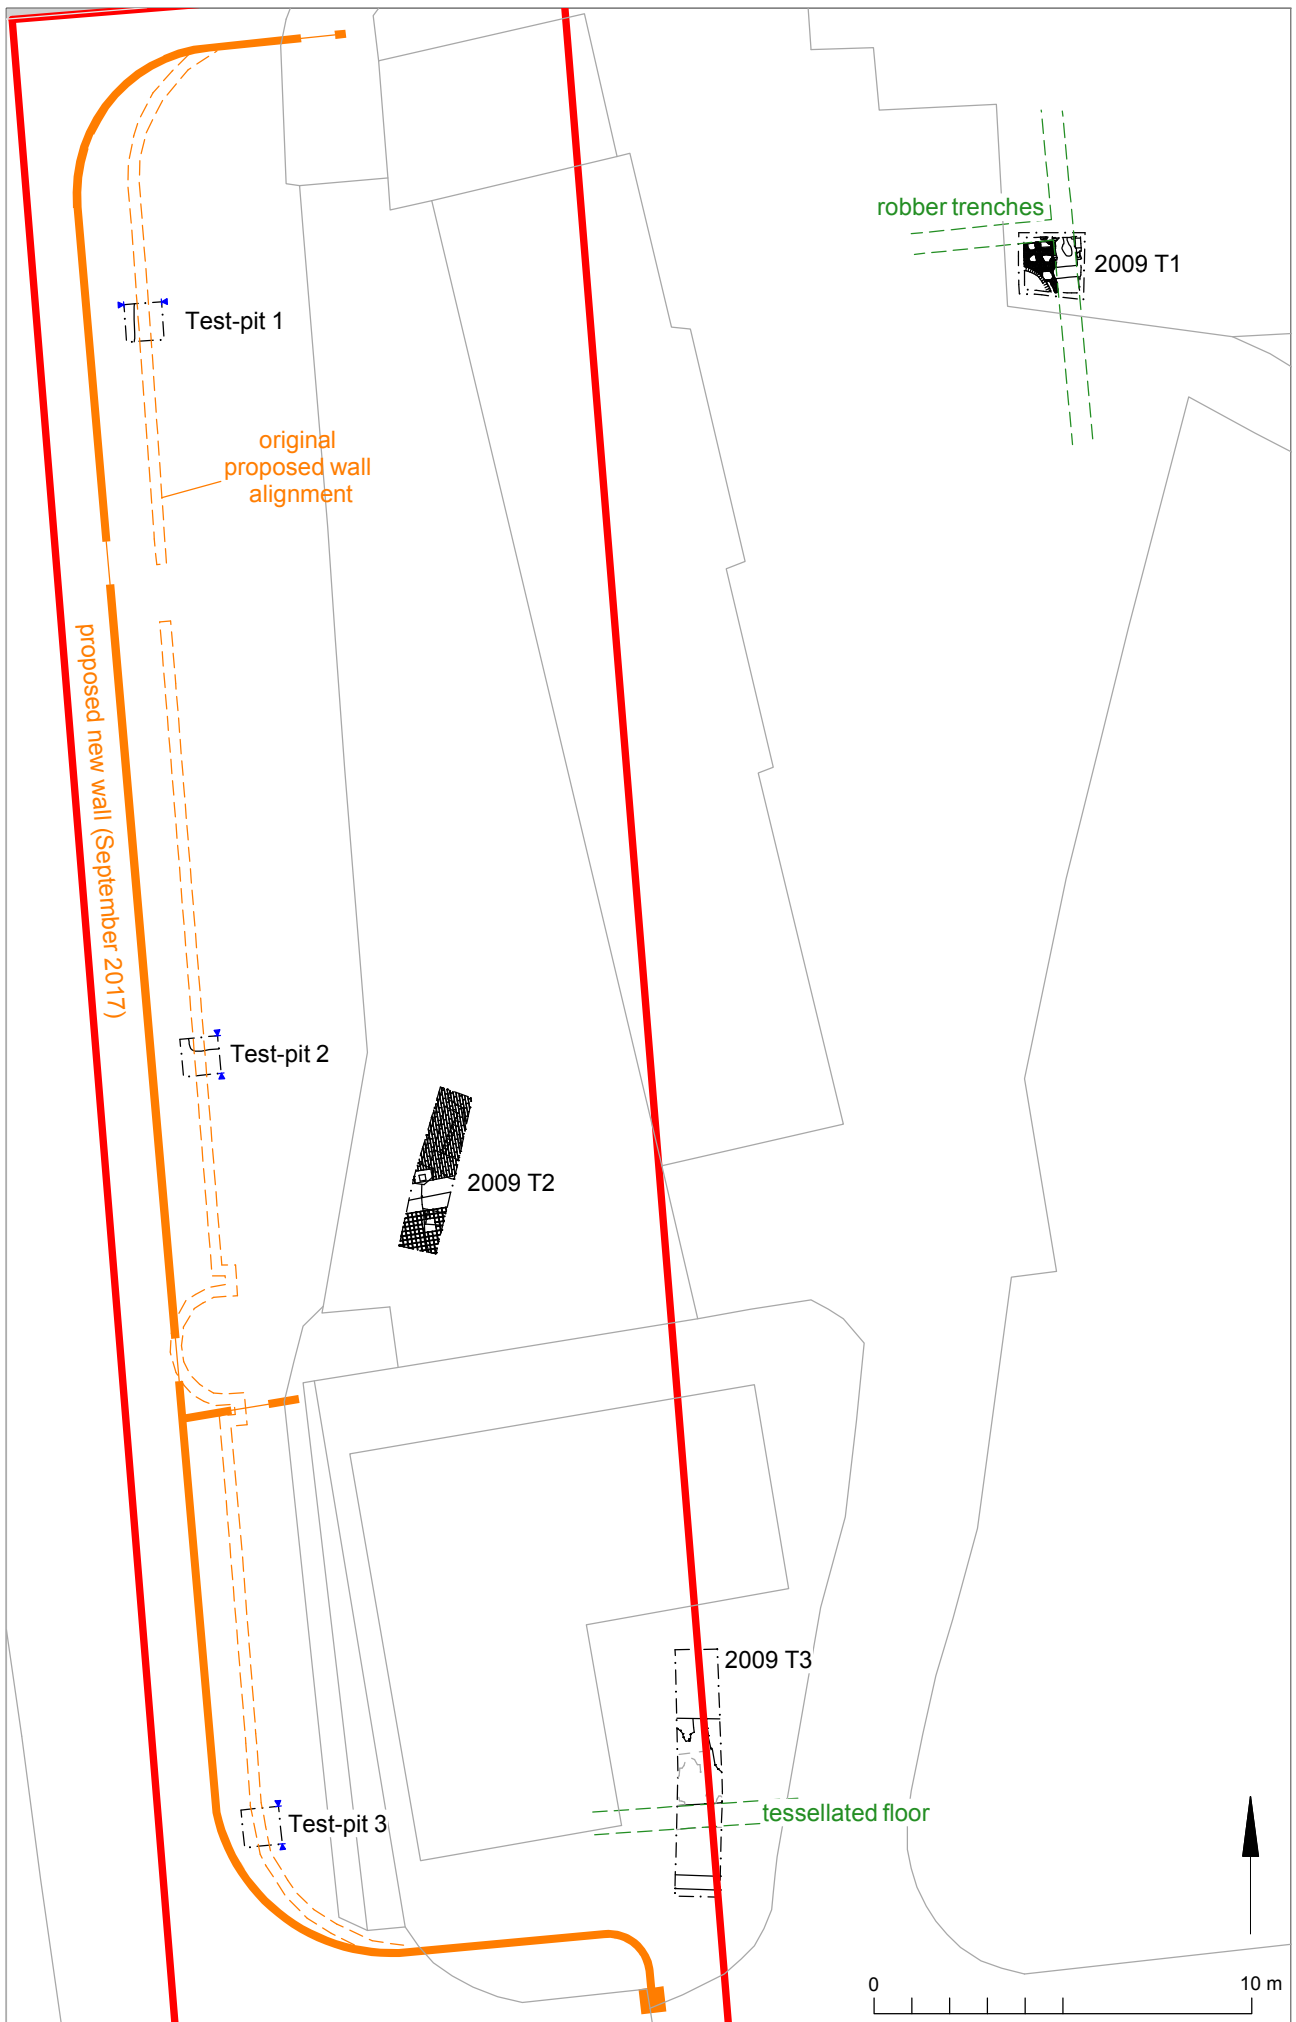 robber trenches
2009 T1
Test-pit 1
original
proposed wall
alignment
proposed new wall (September 2017)
Test-pit 2
2009 T2
2009 T3
tessellated floor
Test-pit 3
0
10 m